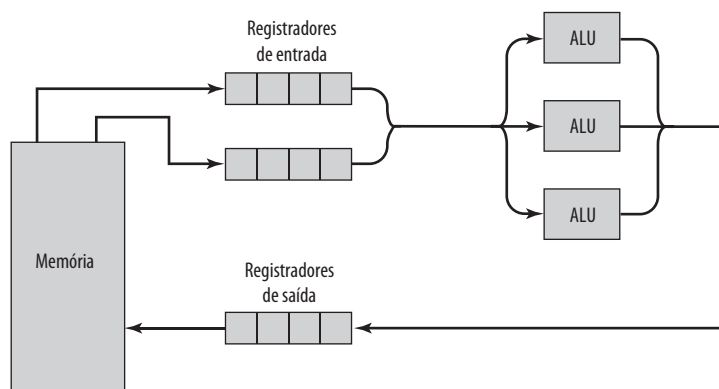 Registradores
de entrada
ALU
ALU
ALU
Memória
Registradores
de saída